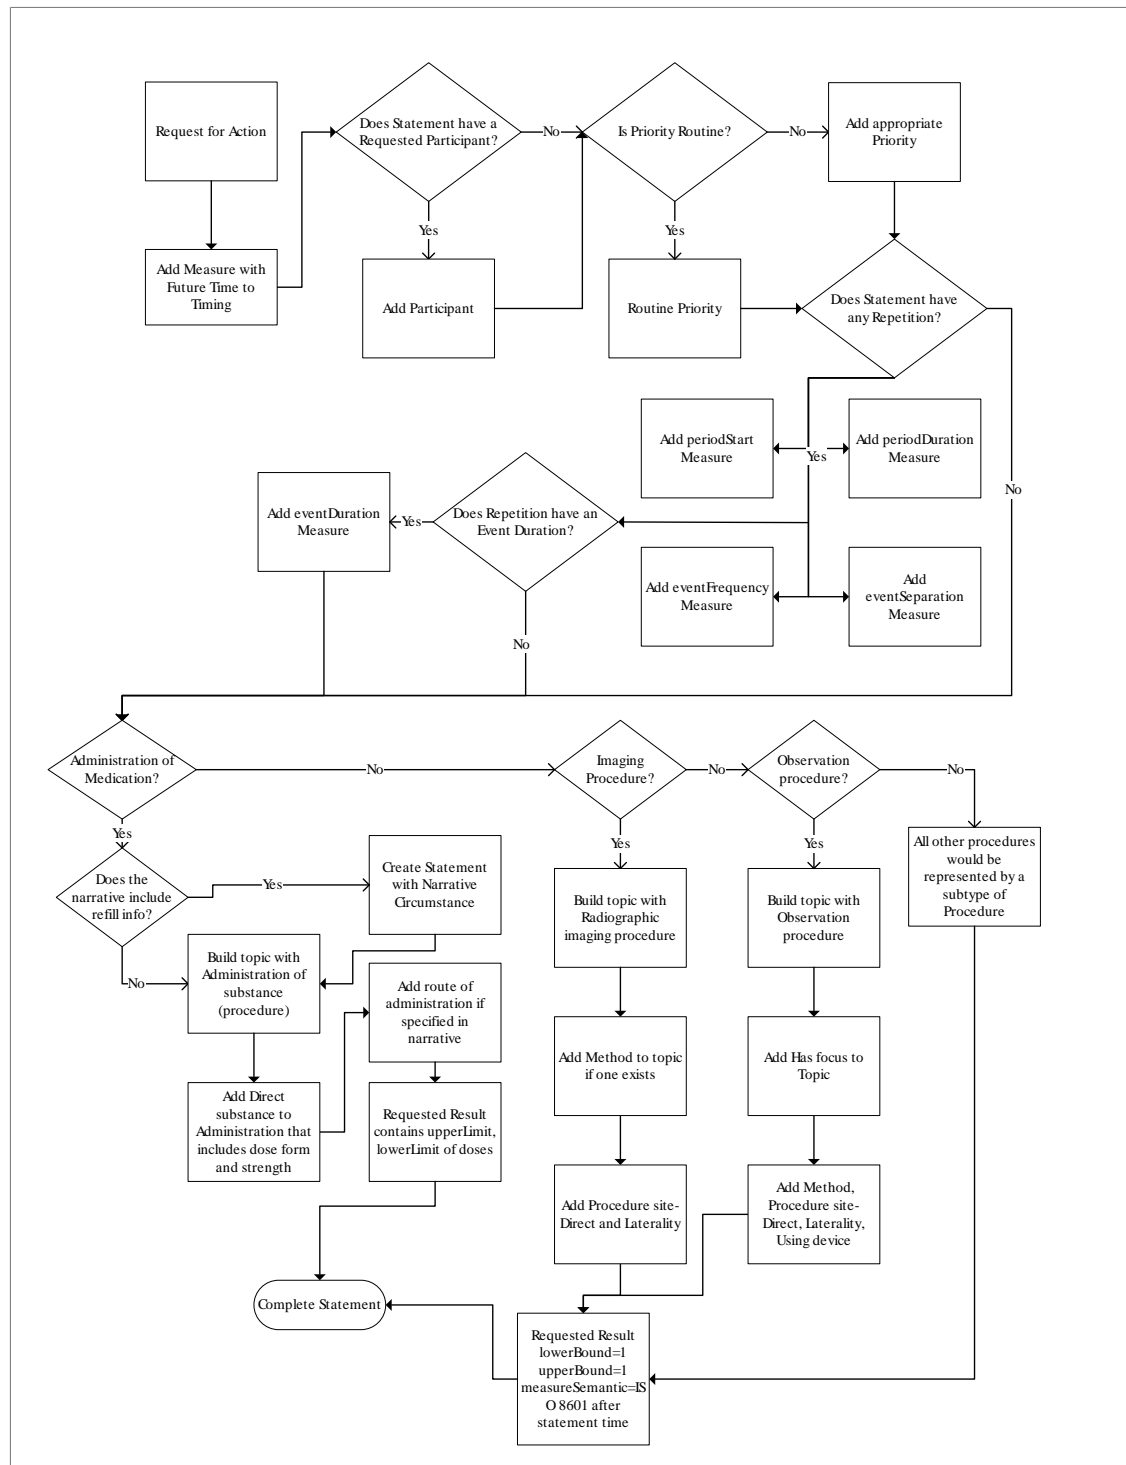 Request for Action
Add Measure with
Future Time to
Timing
Does Statement have a
Requested Participant?
No
Yes
Add Participant
Is Priority Routine?
No
Yes
Routine Priority
Add appropriate
Priority
Does Statement have
any Repetition?
Yes
No
Add periodStart
Measure
Add periodDuration
Measure
Does Repetition have an
Event Duration?
Yes
No
Add eventDuration
Measure
Add eventFrequency
Measure
Add
eventSeparation
Measure
Administration of
Medication?
No
Yes
Does the
narrative include
refill info?
Yes
No
Create Statement
with Narrative
Circumstance
Build topic with
Administration of
substance
(procedure)
Add Direct
substance to
Administration that
includes dose form
and strength
Add route of
administration if
specified in
narrative
Requested Result
contains upperLimit,
lowerLimit of doses
Complete Statement
Imaging
Procedure?
No
Yes
Build topic with
Radiographic
imaging procedure
Add Method to topic
if one exists
Add Procedure site-
Direct and Laterality
Observation
procedure?
No
Yes
Build topic with
Observation
procedure
Add Has focus to
Topic
Add Method,
Procedure site-
Direct, Laterality,
Using device
All other procedures
would be
represented by a
subtype of
Procedure
Requested Result
lowerBound=1
upperBound=1
measureSemantic=IS
O 8601 after
statement time